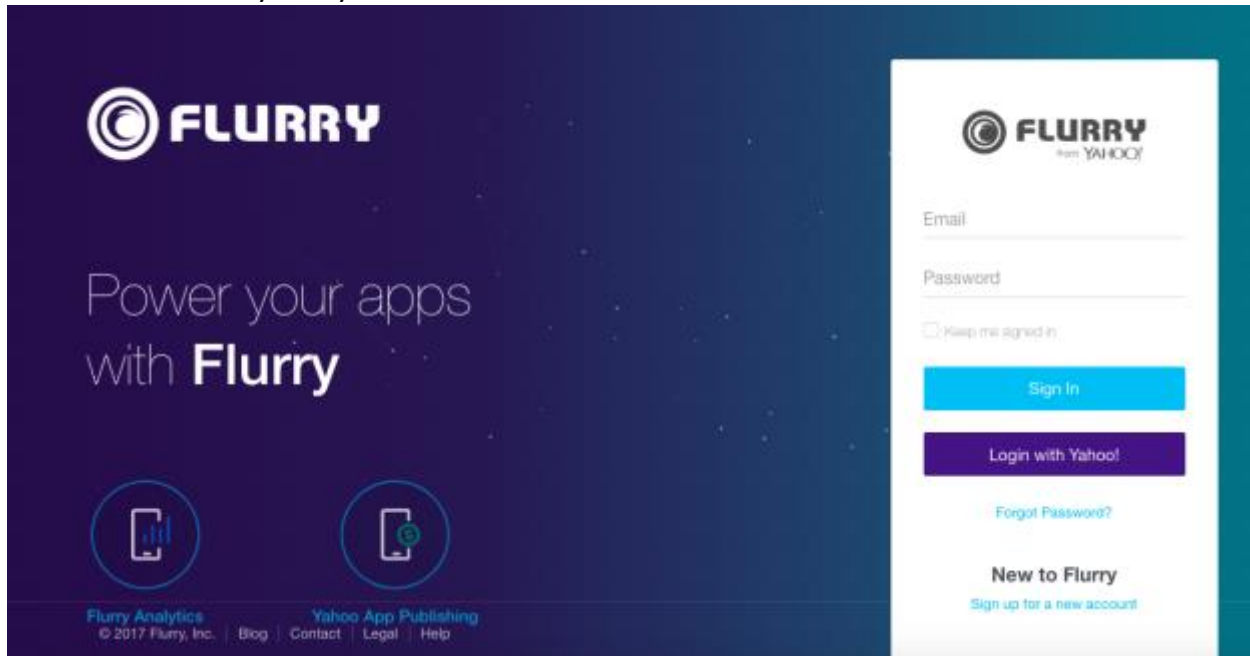 FLURRY
Power your apps
with Flurry
Flurry Analytics
Yahoo App Publishing
© 2017 Flurry, Inc. | Blog | Contact | Legal | Help
FLURRY
from YAHOO!
Email
Password
Keep me signed in
Sign In
Login with Yahoo!
Forgot Password?
New to Flurry
Sign up for a new account